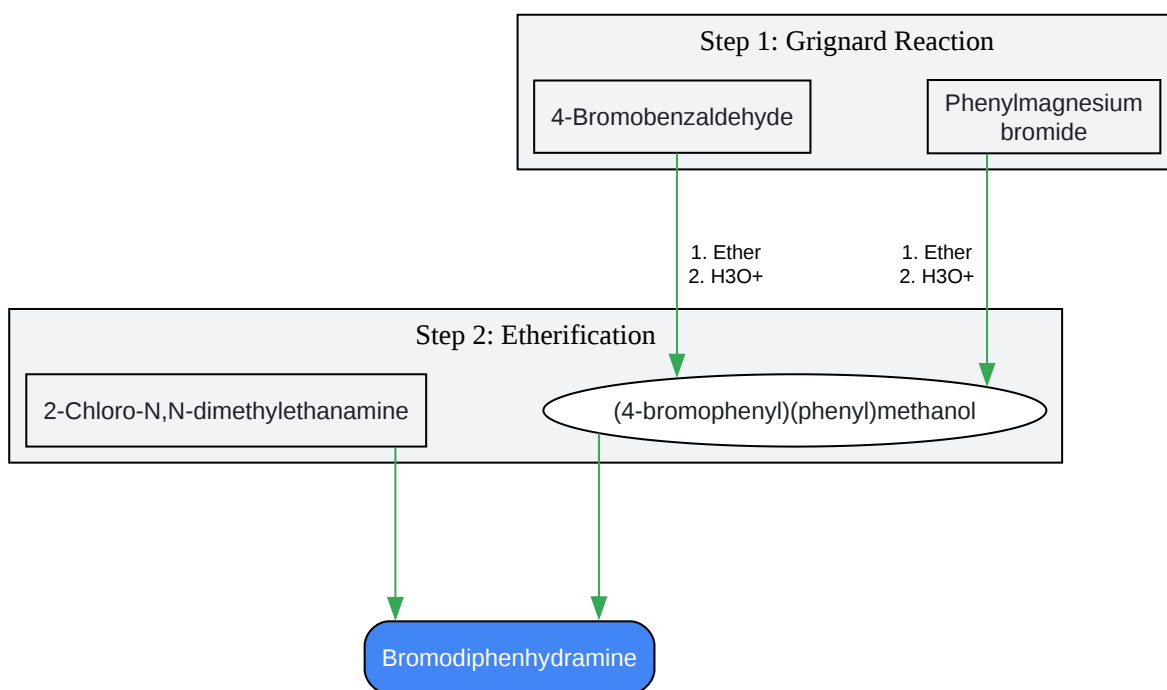 Step 1: Grignard Reaction
4-Bromobenzaldehyde
Phenylmagnesium
bromide
1. Ether
2. H3O+
1. Ether
2. H3O+
Step 2: Etherification
2-Chloro-N,N-dimethylethanamine
(4-bromophenyl)(phenyl)methanol
Bromodiphenhydramine